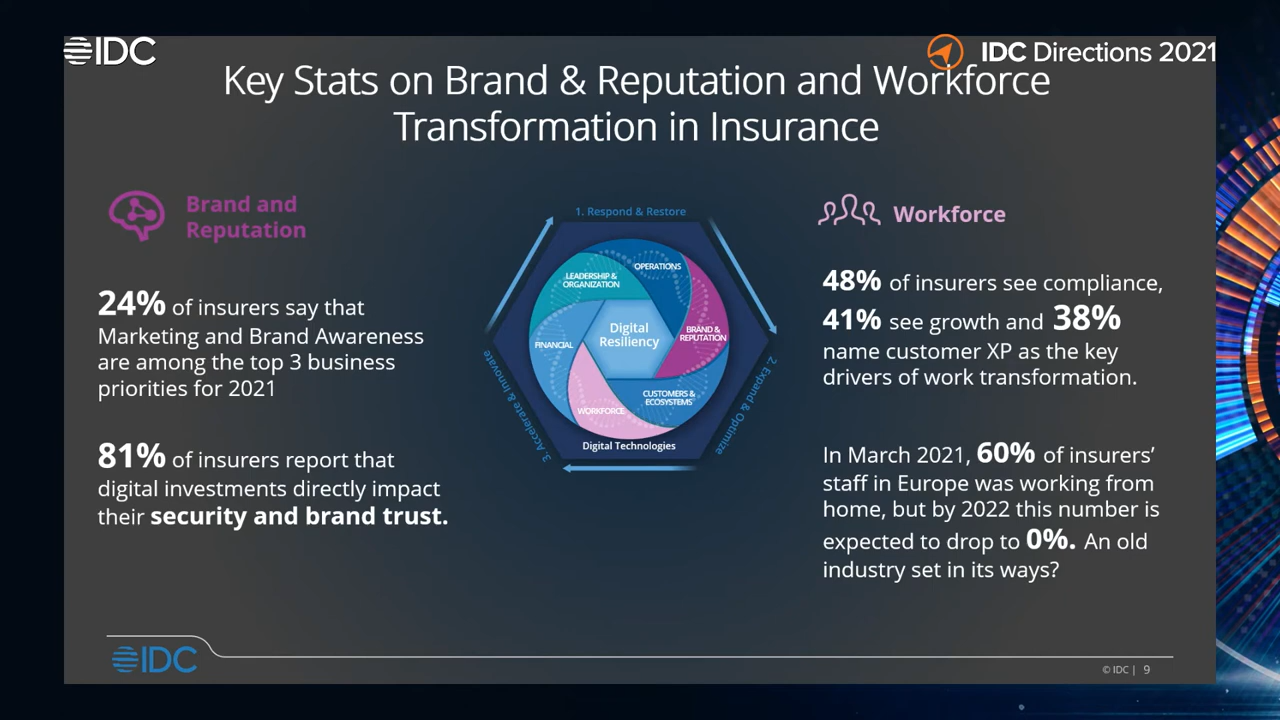 IDC
IDC Directions 2021
Key Stats on Brand & Reputation and Workforce
Transformation in Insurance
Brand and
Reputation
24% of insurers say that
Marketing and Brand Awareness
are among the top 3 business
priorities for 2021
81% of insurers report that
digital investments directly impact
their security and brand trust.
1. Respond & Restore
2. Expand & Optimize
3. Accelerate & Innovate
LEADERSHIP &
ORGANIZATION
OPERATIONS
BRAND &
REPUTATION
CUSTOMERS &
ECOSYSTEMS
WORKFORCE
FINANCIAL
Digital
Resiliency
Digital Technologies
Workforce
48% of insurers see compliance,
41% see growth and 38%
name customer XP as the key
drivers of work transformation.
In March 2021, 60% of insurers’
staff in Europe was working from
home, but by 2022 this number is
expected to drop to 0%. An old
industry set in its ways?
IDC
© IDC | 9